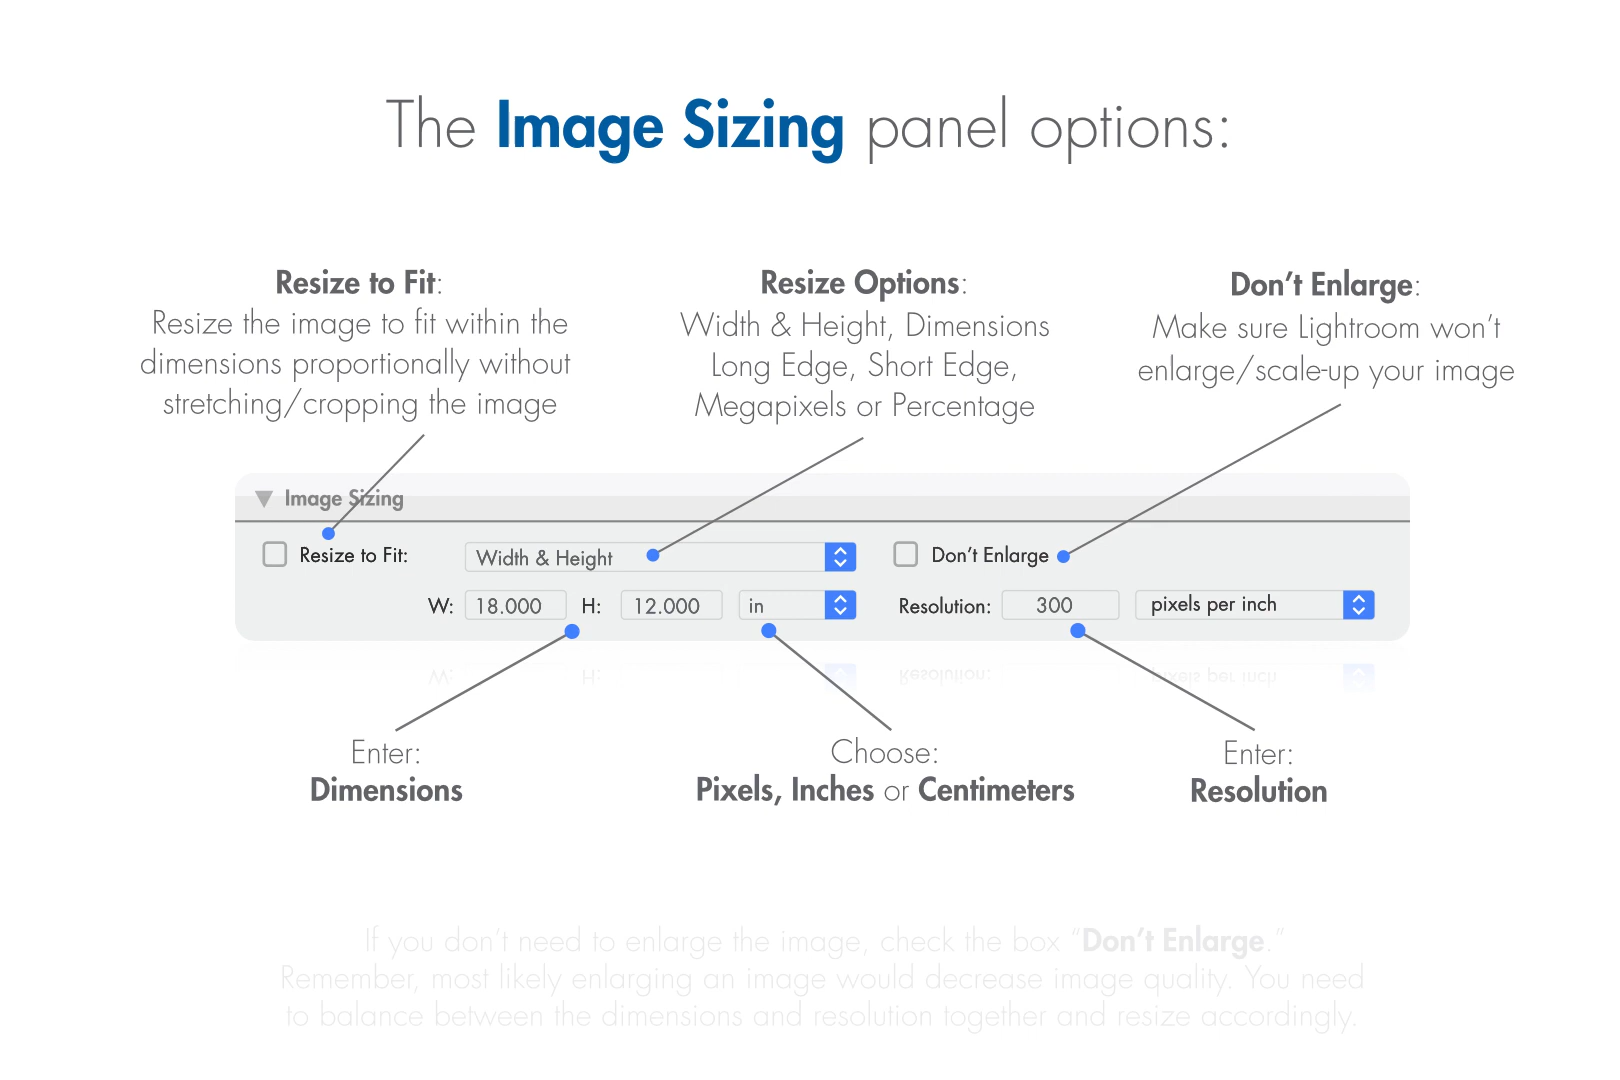 The Image Sizing panel options:
Resize to Fit:
Resize the image to fit within the
dimensions proportionally without
stretching/cropping the image
Resize Options:
Width & Height, Dimensions
Long Edge, Short Edge,
Megapixels or Percentage
Don't Enlarge:
Make sure Lightroom won't
enlarge/scale-up your image
Image Sizing
Resize to Fit: Width & Height Don't Enlarge
W: 18.000 H: 12.000 in Resolution: 300 pixels per inch
W: H: Resolution: pixels per inch
Enter:
Dimensions
Choose:
Pixels, Inches or Centimeters
Enter:
Resolution
If you don't need to enlarge the image, check the box "Don't Enlarge."
Remember, most likely enlarging an image would decrease image quality. You need
to balance between the dimensions and resolution together and resize accordingly.